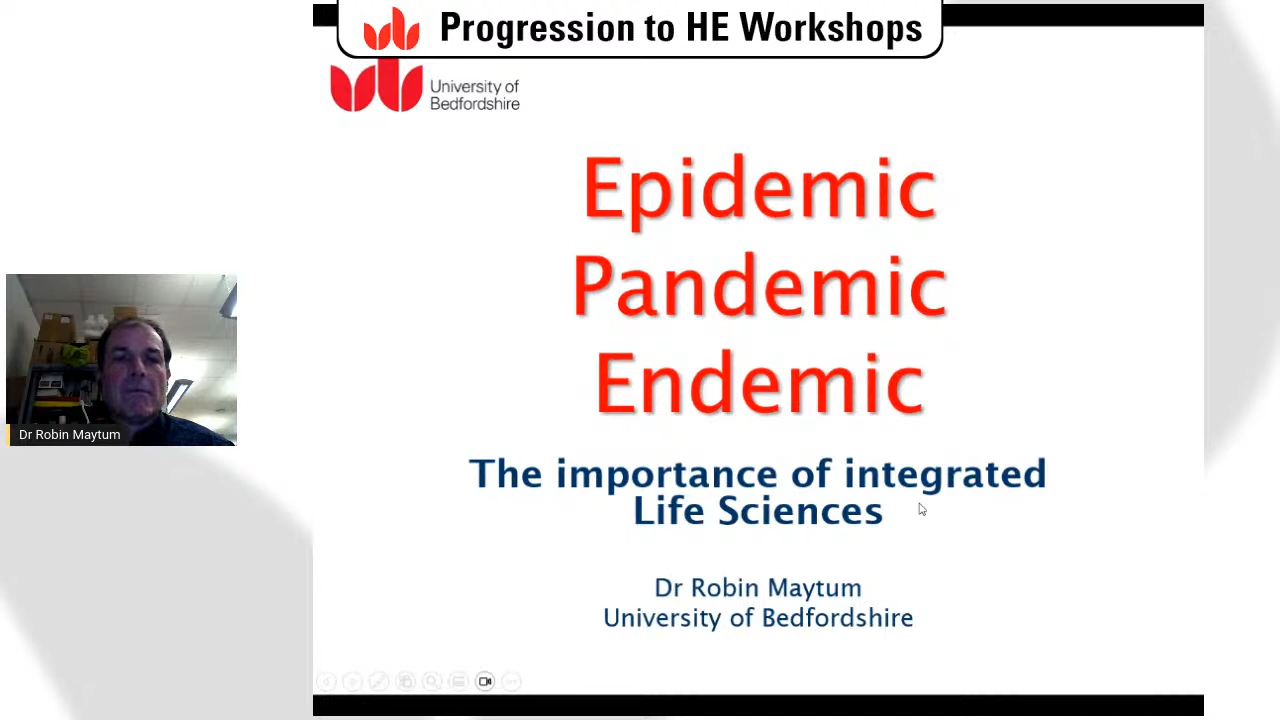 Progression to HE Workshops
University of
Bedfordshire
Epidemic
Pandemic
Endemic
The importance of integrated
Life Sciences
Dr Robin Maytum
University of Bedfordshire
Dr Robin Maytum